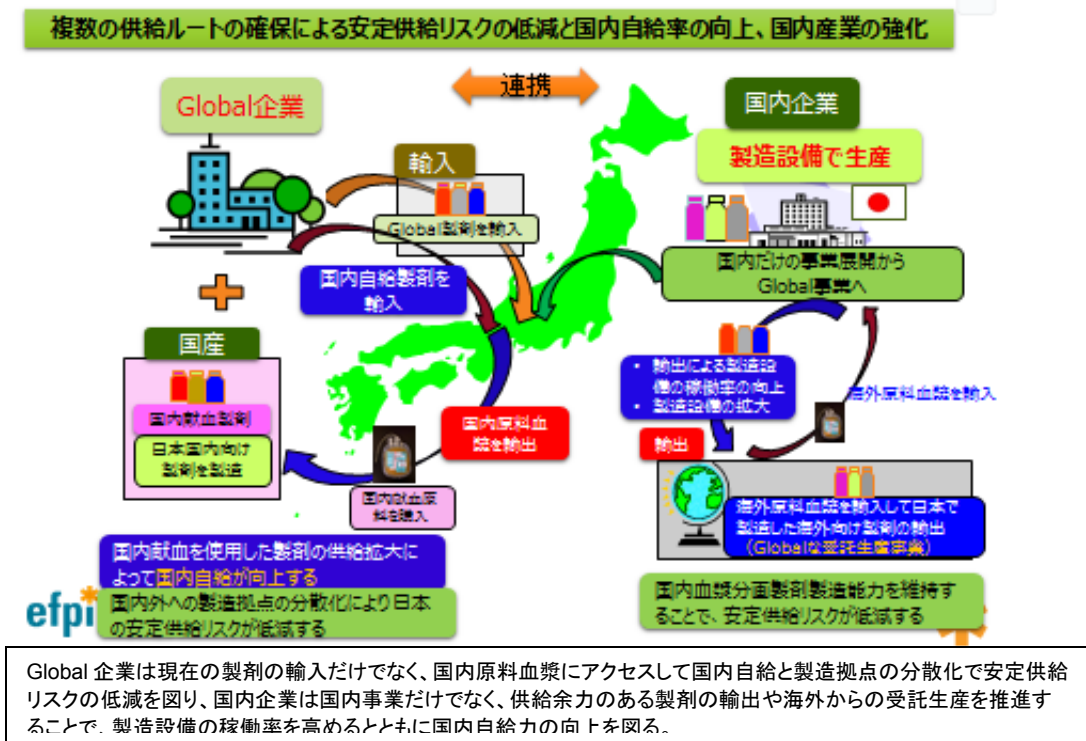 複数の供給ルートの確保による安定供給リスクの低減と国内自給率の向上、国内産業の強化
連携
Global企業
国内企業
製造設備で生産
輸入
Global製剤を輸入
国内自給製剤を
輸入
国内だけの事業展開から
Global事業へ
国産
国内献血製剤
日本国内向け
製剤を製造
国内原料血
漿を輸出
国内献血原
料を購入
• 輸出による製造設
備の稼働率の向上
• 製造設備の拡大
海外原料血漿を輸入
輸出
海外原料血漿を輸入して日本で
製造した海外向け製剤の輸出
（Globalな受託生産事業）
国内献血を使用した製剤の供給拡大に
よって国内自給が向上する
国内外への製造拠点の分散化により日本
の安定供給リスクが低減する
国内血漿分画製剤製造能力を維持す
ることで、安定供給リスクが低減する
efpi
Global 企業は現在の製剤の輸入だけでなく、国内原料血漿にアクセスして国内自給と製造拠点の分散化で安定供給
リスクの低減を図り、国内企業は国内事業だけでなく、供給余力のある製剤の輸出や海外からの受託生産を推進す
ることで、製造設備の稼働率を高めるとともに国内自給力の向上を図る。